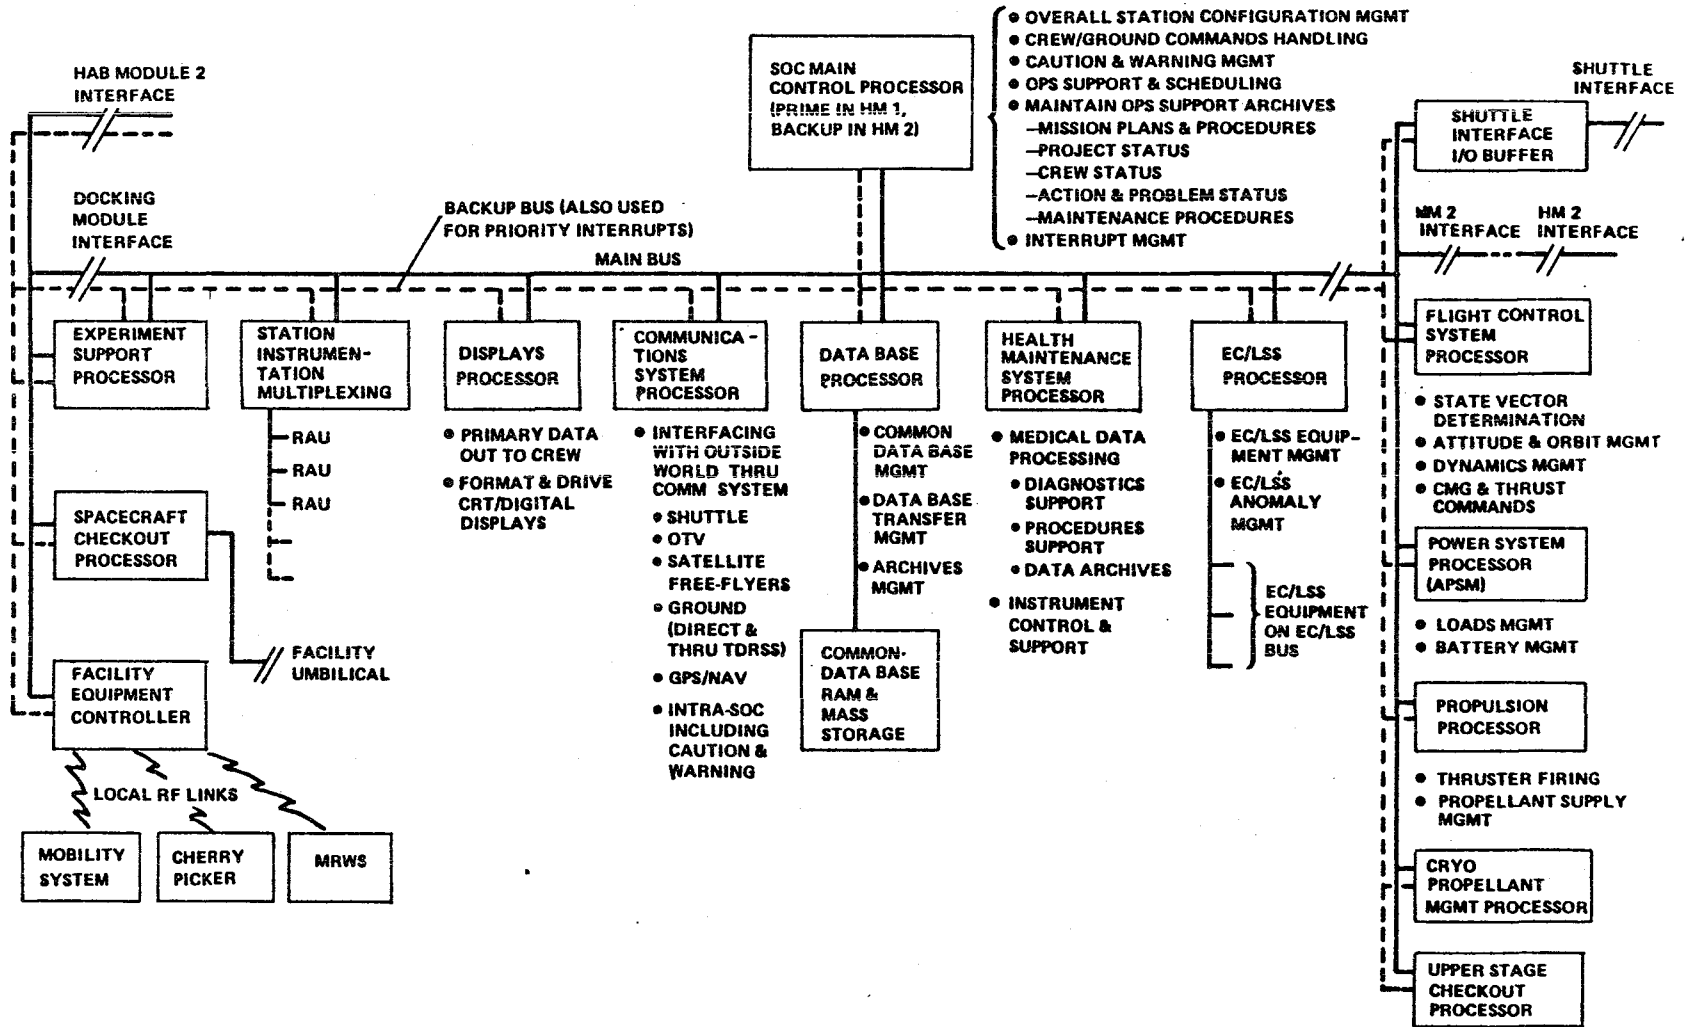 HAB MODULE 2
INTERFACE
DOCKING
MODULE
INTERFACE
BACKUP BUS (ALSO USED
FOR PRIORITY INTERRUPTS)
MAIN BUS
SOC MAIN
CONTROL PROCESSOR
(PRIME IN HM 1,
BACKUP IN HM 2)
• OVERALL STATION CONFIGURATION MGMT
• CREW/GROUND COMMANDS HANDLING
• CAUTION & WARNING MGMT
• OPS SUPPORT & SCHEDULING
• MAINTAIN OPS SUPPORT ARCHIVES
—MISSION PLANS & PROCEDURES
—PROJECT STATUS
—CREW STATUS
—ACTION & PROBLEM STATUS
—MAINTENANCE PROCEDURES
• INTERRUPT MGMT
SHUTTLE
INTERFACE
SHUTTLE
INTERFACE
I/O BUFFER
MM 2
INTERFACE
HM 2
INTERFACE
EXPERIMENT
SUPPORT
PROCESSOR
STATION
INSTRUMEN-
TATION
MULTIPLEXING
RAU
RAU
RAU
DISPLAYS
PROCESSOR
• PRIMARY DATA
OUT TO CREW
• FORMAT & DRIVE
CRT/DIGITAL
DISPLAYS
COMMUNICA-
TIONS
SYSTEM
PROCESSOR
• INTERFACING
WITH OUTSIDE
WORLD THRU
COMM SYSTEM
• SHUTTLE
• OTV
• SATELLITE
FREE-FLYERS
• GROUND
(DIRECT &
THRU TDRSS)
• GPS/NAV
• INTRA-SOC
INCLUDING
CAUTION &
WARNING
DATA BASE
PROCESSOR
• COMMON
DATA BASE
MGMT
• DATA BASE
TRANSFER
MGMT
• ARCHIVES
MGMT
COMMON-
DATA BASE
RAM &
MASS
STORAGE
HEALTH
MAINTENANCE
SYSTEM
PROCESSOR
• MEDICAL DATA
PROCESSING
• DIAGNOSTICS
SUPPORT
• PROCEDURES
SUPPORT
• DATA ARCHIVES
• INSTRUMENT
CONTROL &
SUPPORT
EC/LSS
PROCESSOR
• EC/LSS EQUIP-
MENT MGMT
• EC/LSS
ANOMALY
MGMT
EC/LSS
EQUIPMENT
ON EC/LSS
BUS
FLIGHT CONTROL
SYSTEM
PROCESSOR
• STATE VECTOR
DETERMINATION
• ATTITUDE & ORBIT MGMT
• DYNAMICS MGMT
• CMG & THRUST
COMMANDS
POWER SYSTEM
PROCESSOR
(APSM)
• LOADS MGMT
• BATTERY MGMT
PROPULSION
PROCESSOR
• THRUSTER FIRING
• PROPELLANT SUPPLY
MGMT
CRYO
PROPELLANT
MGMT PROCESSOR
UPPER STAGE
CHECKOUT
PROCESSOR
SPACECRAFT
CHECKOUT
PROCESSOR
FACILITY
UMBILICAL
FACILITY
EQUIPMENT
CONTROLLER
LOCAL RF LINKS
MOBILITY
SYSTEM
CHERRY
PICKER
MRWS